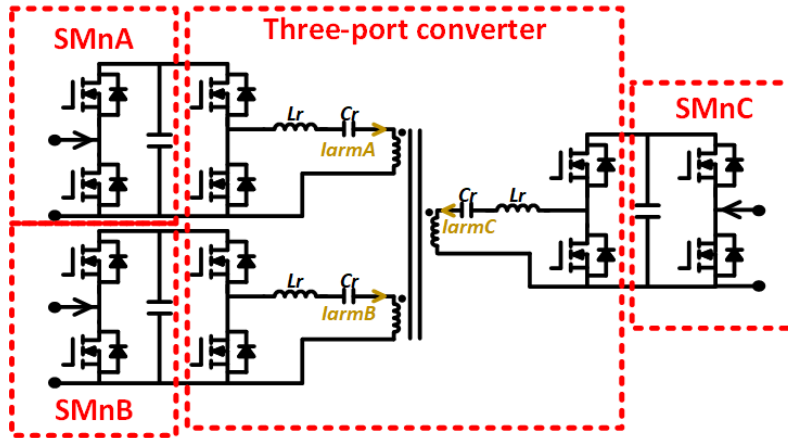 SMnA
Three-port converter
SMnC
Lr
Cr
IarmA
Cr
Lr
IarmC
Lr
Cr
IarmB
SMnB